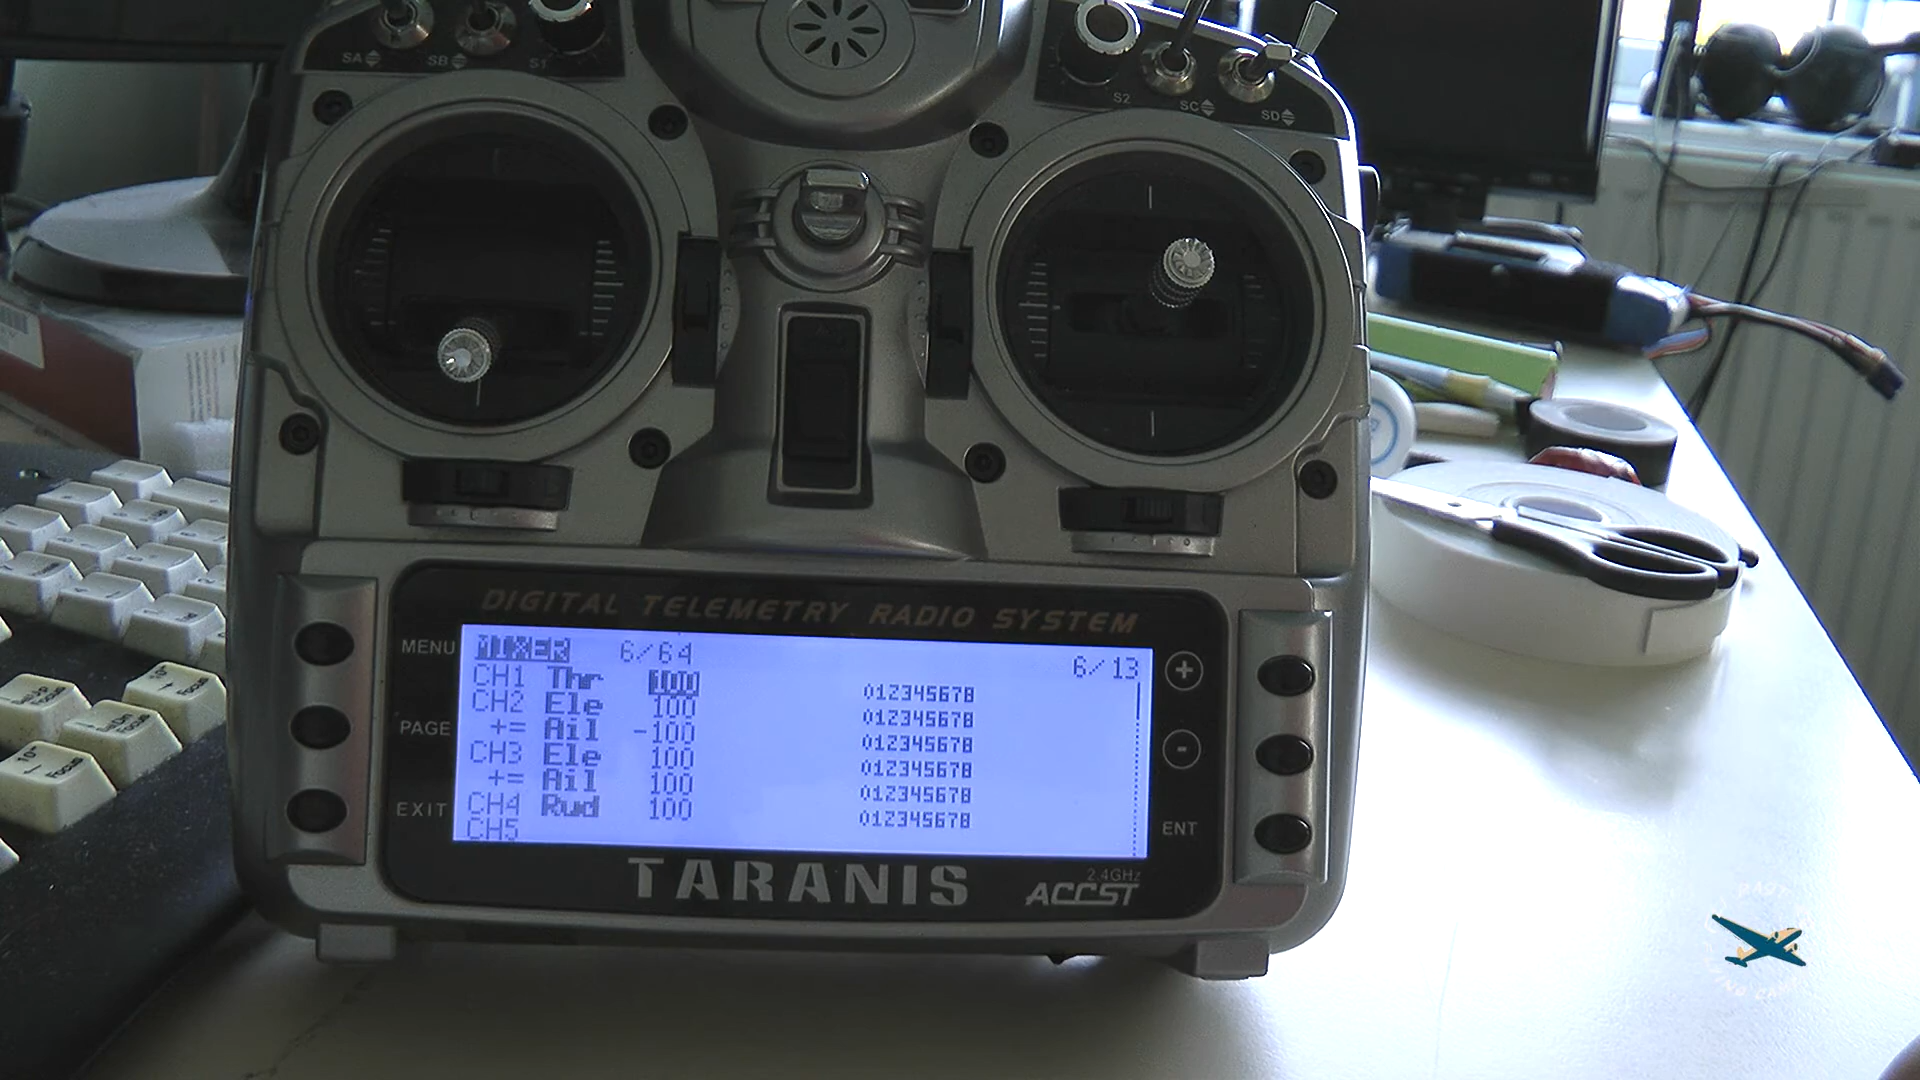 SA SB S1
S2 SC SD
DIGITAL TELEMETRY RADIO SYSTEM
MENU
PAGE
EXIT
MIXER 6/64 6/13
CH1 Thr 100 012345678
CH2 Ele 100 012345678
+= Ail -100 012345678
CH3 Ele 100 012345678
+= Ail 100 012345678
CH4 Rud 100 012345678
CH5
+
-
ENT
TARANIS
2.4GHz
ACCST